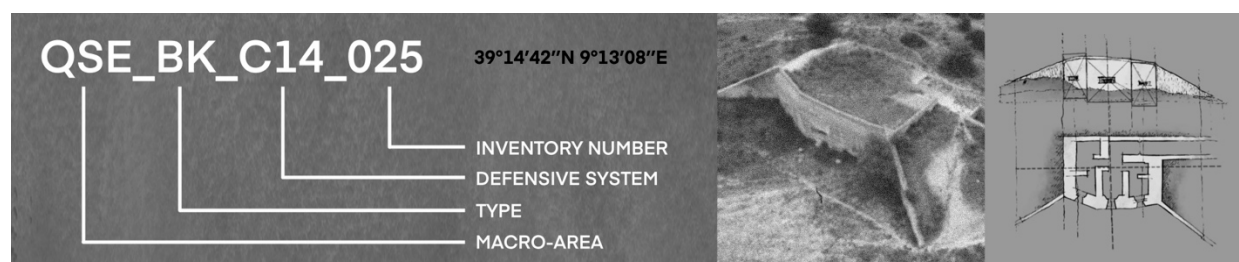 QSE_BK_C14_025
39°14’42’’N 9°13’08’’E
INVENTORY NUMBER
DEFENSIVE SYSTEM
TYPE
MACRO-AREA